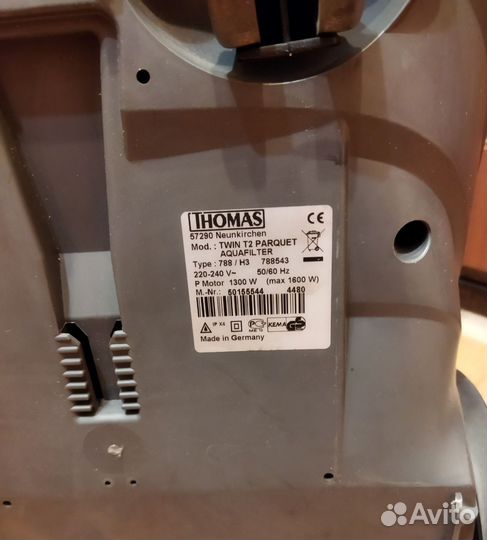 THOMAS
CE
57290 Neunkirchen
Mod. : TWIN T2 PARQUET
AQUAFILTER
Type : 788 / H3 788543
220-240 V~ 50/60 Hz
P Motor 1300 W (max 1600 W)
M.-Nr.: 50155544 4480
IP X4 KEMA
Made in Germany
Avito